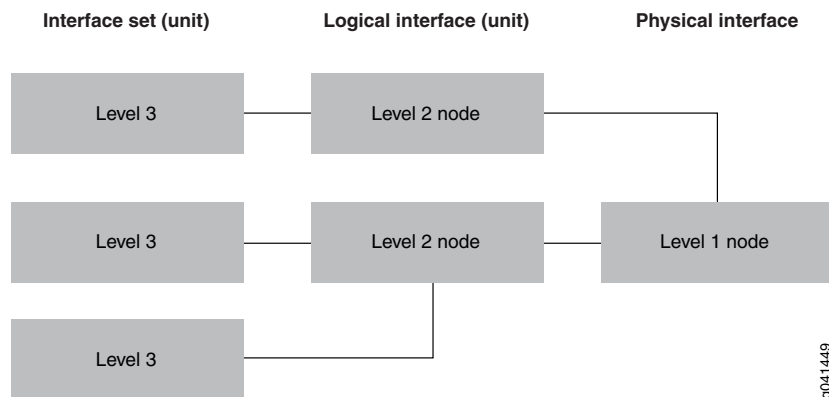 Interface set (unit)
Logical interface (unit)
Physical interface
Level 3
Level 2 node
Level 3
Level 2 node
Level 1 node
Level 3
g041449